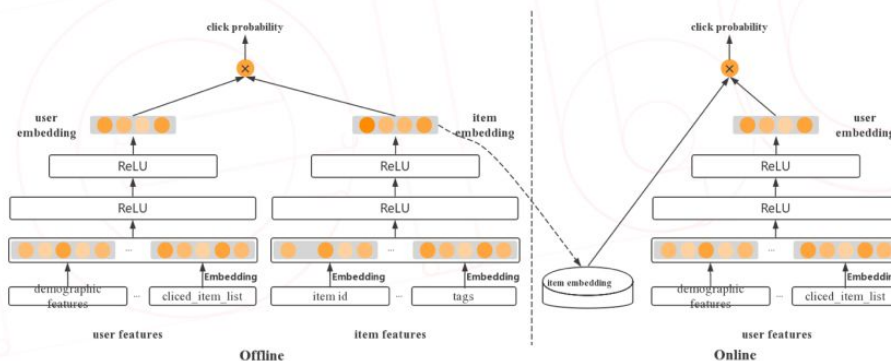 click probability
click probability
user
embedding
item
embedding
user
embedding
ReLU
ReLU
ReLU
ReLU
ReLU
ReLU
...
...
...
Embedding
Embedding
Embedding
Embedding
demographic
features
...
cliced_item_list
item id
...
tags
item embedding
demographic
features
...
cliced_item_list
user features
item features
user features
Offline
Online